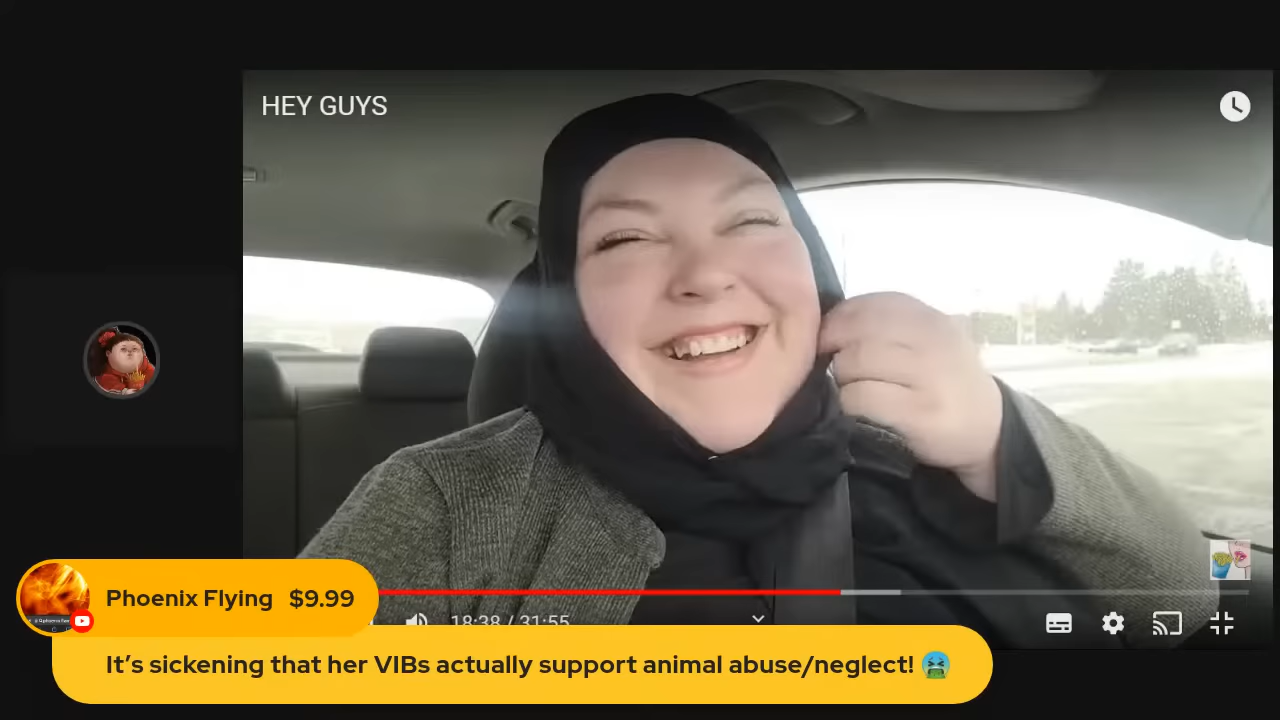 HEY GUYS
Phoenix Flying $9.99
18:38 / 31:55
It’s sickening that her VIBs actually support animal abuse/neglect! 🤮